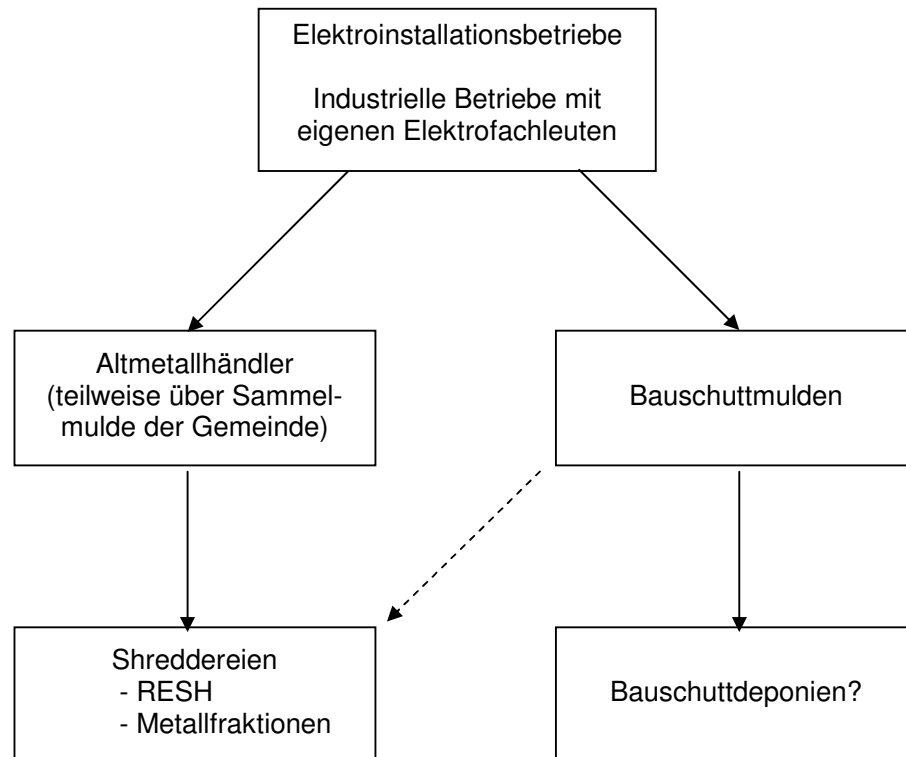 Elektroinstallationsbetriebe
Industrielle Betriebe mit
eigenen Elektrofachleuten
Altmetallhändler
(teilweise über Sammel-
mulde der Gemeinde)
Bauschuttmulden
Shreddereien
- RESH
- Metallfraktionen
Bauschuttdeponien?